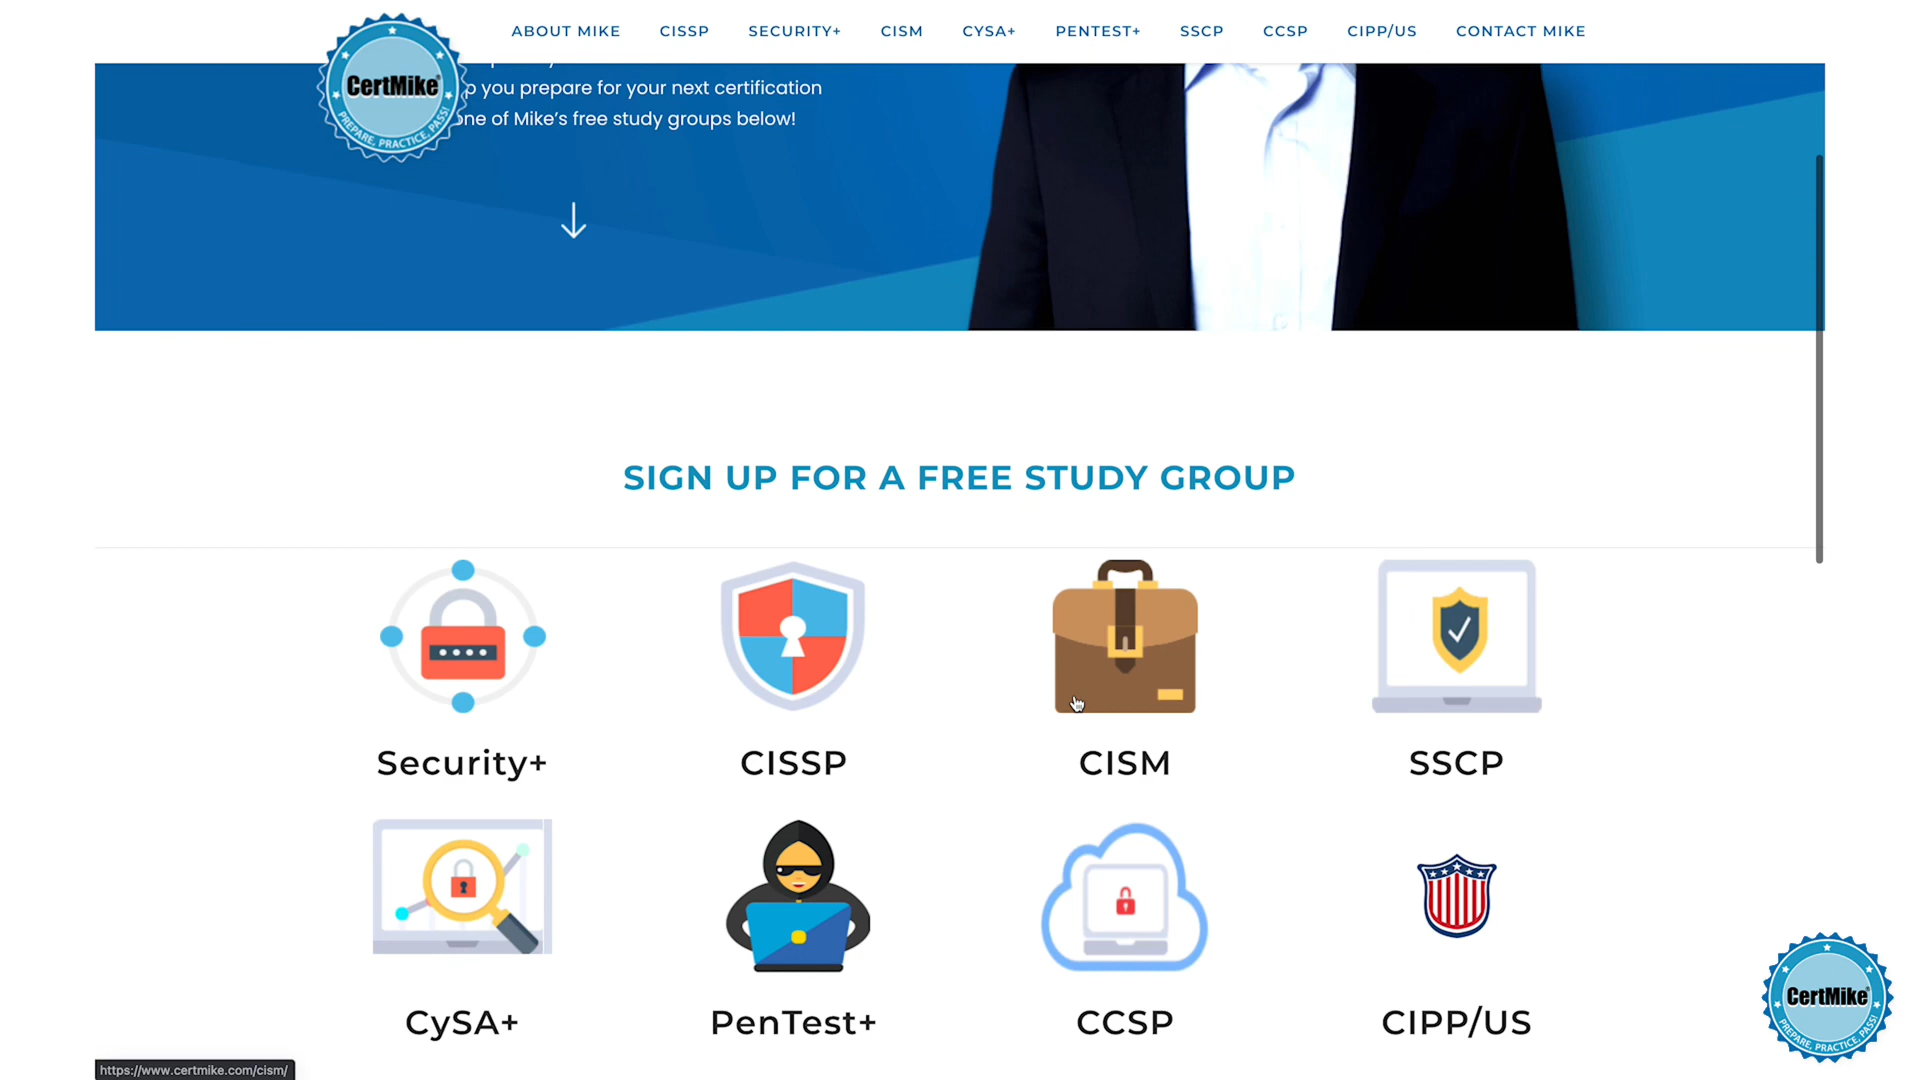 ABOUT MIKE CISSP SECURITY+ CISM CYSA+ PENTEST+ SSCP CCSP CIPP/US CONTACT MIKE
CertMike®
PREPARE, PRACTICE, PASS!
you prepare for your next certification
one of Mike's free study groups below!
SIGN UP FOR A FREE STUDY GROUP
Security+ CISSP CISM SSCP
CySA+ PenTest+ CCSP CIPP/US
CertMike®
PREPARE, PRACTICE, PASS!
https://www.certmike.com/cism/